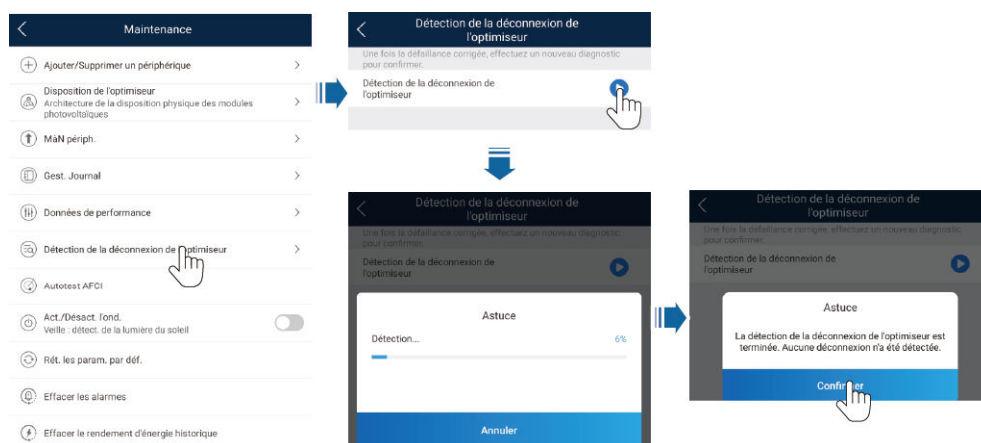 Maintenance
Ajouter/Supprimer un périphérique
Disposition de l'optimiseur
Architecture de la disposition physique des modules
photovoltaïques
MàN périph.
Gest. Journal
Données de performance
Détection de la déconnexion de l'optimiseur
Autotest AFCI
Act./Désact. l'ond.
Veille : détect. de la lumière du soleil
Rét. les param. par déf.
Effacer les alarmes
Effacer le rendement d'énergie historique
Détection de la déconnexion de
l'optimiseur
Une fois la défaillance corrigée, effectuez un nouveau diagnostic
pour confirmer.
Détection de la déconnexion de
l'optimiseur
Détection de la déconnexion de
l'optimiseur
Une fois la défaillance corrigée, effectuez un nouveau diagnostic
pour confirmer.
Détection de la déconnexion de
l'optimiseur
Astuce
Détection...
6%
Annuler
Détection de la déconnexion de
l'optimiseur
Une fois la défaillance corrigée, effectuez un nouveau diagnostic
pour confirmer.
Détection de la déconnexion de
l'optimiseur
Astuce
La détection de la déconnexion de l'optimiseur est
terminée. Aucune déconnexion n'a été détectée.
Confirmer